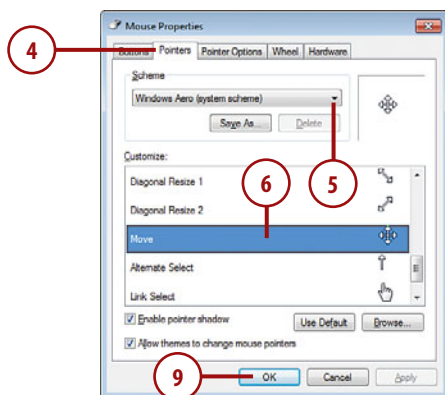 Mouse Properties
4
Buttons Pointers Pointer Options Wheel Hardware
Scheme
Windows Aero (system scheme)
Save As... Delete
Customize:
5
6
Diagonal Resize 1
Diagonal Resize 2
Move
Alternate Select
Link Select
Enable pointer shadow Use Default Browse...
Allow themes to change mouse pointers
9
OK Cancel Apply